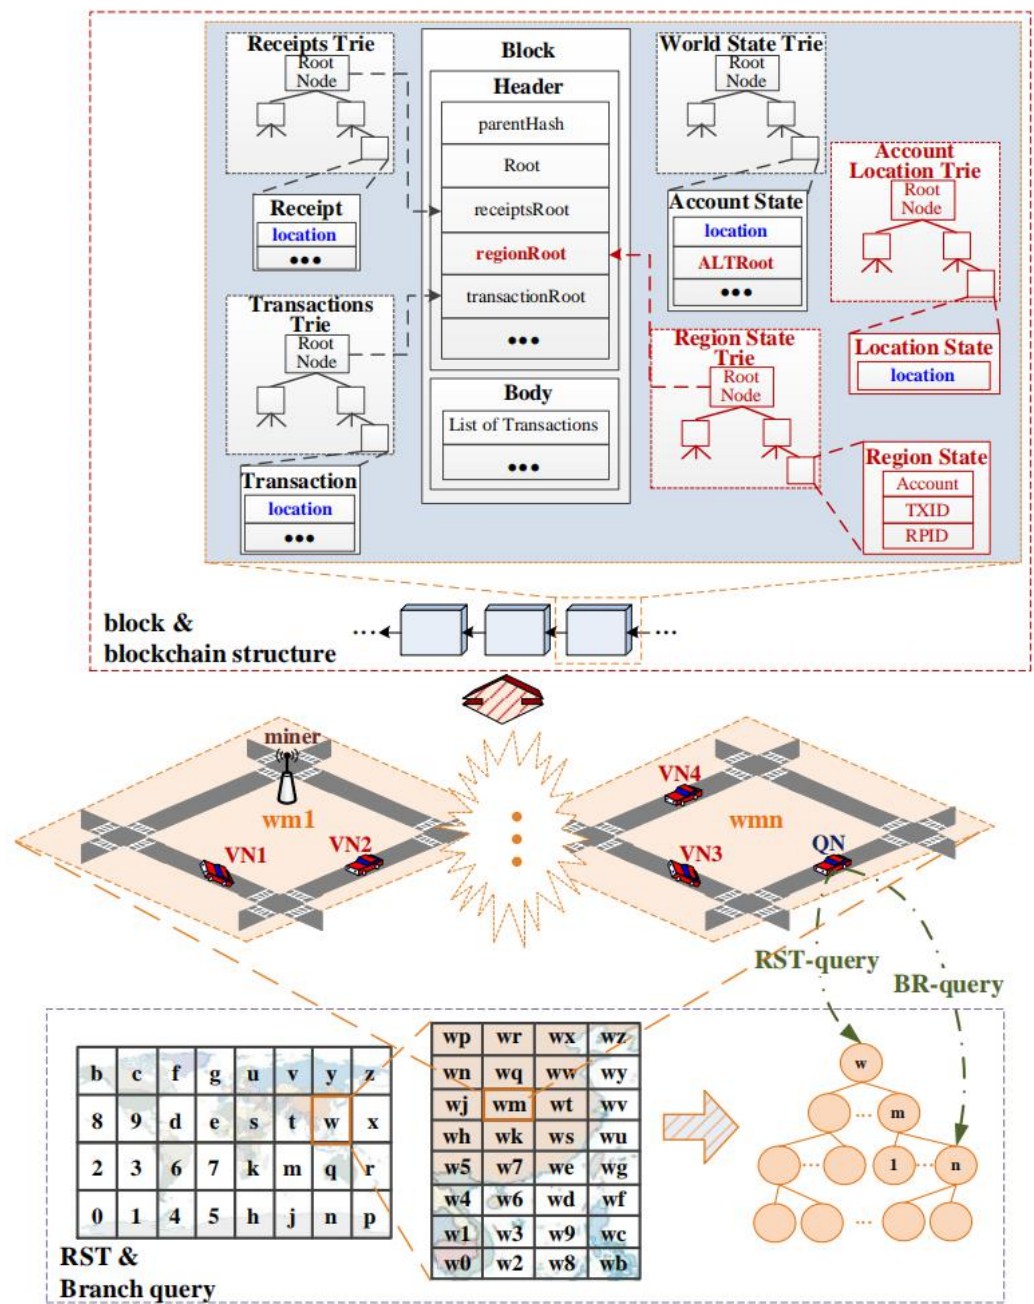 Receipts Trie
Root
Node
Receipt
location
●●●
Transactions
Trie
Root
Node
Transaction
location
●●●
Block
Header
parentHash
Root
receiptsRoot
regionRoot
transactionRoot
●●●
Body
List of Transactions
●●●
World State Trie
Root
Node
Account State
location
ALTRoot
●●●
Account
Location Trie
Root
Node
Location State
location
Region State
Trie
Root
Node
Region State
Account
TXID
RPID
block &
blockchain structure
... ...
miner
wm1
VN1
VN2
VN4
wmn
VN3
QN
RST-query
BR-query
b c f g u v y z
8 9 d e s t w x
2 3 6 7 k m q r
0 1 4 5 h j n p
wp wr wx wz
wn wq ww wy
wj wm wt wv
wh wk ws wu
w5 w7 we wg
w4 w6 wd wf
w1 w3 w9 wc
w0 w2 w8 wb
w
... m
... 1 ... n
...
RST &
Branch query